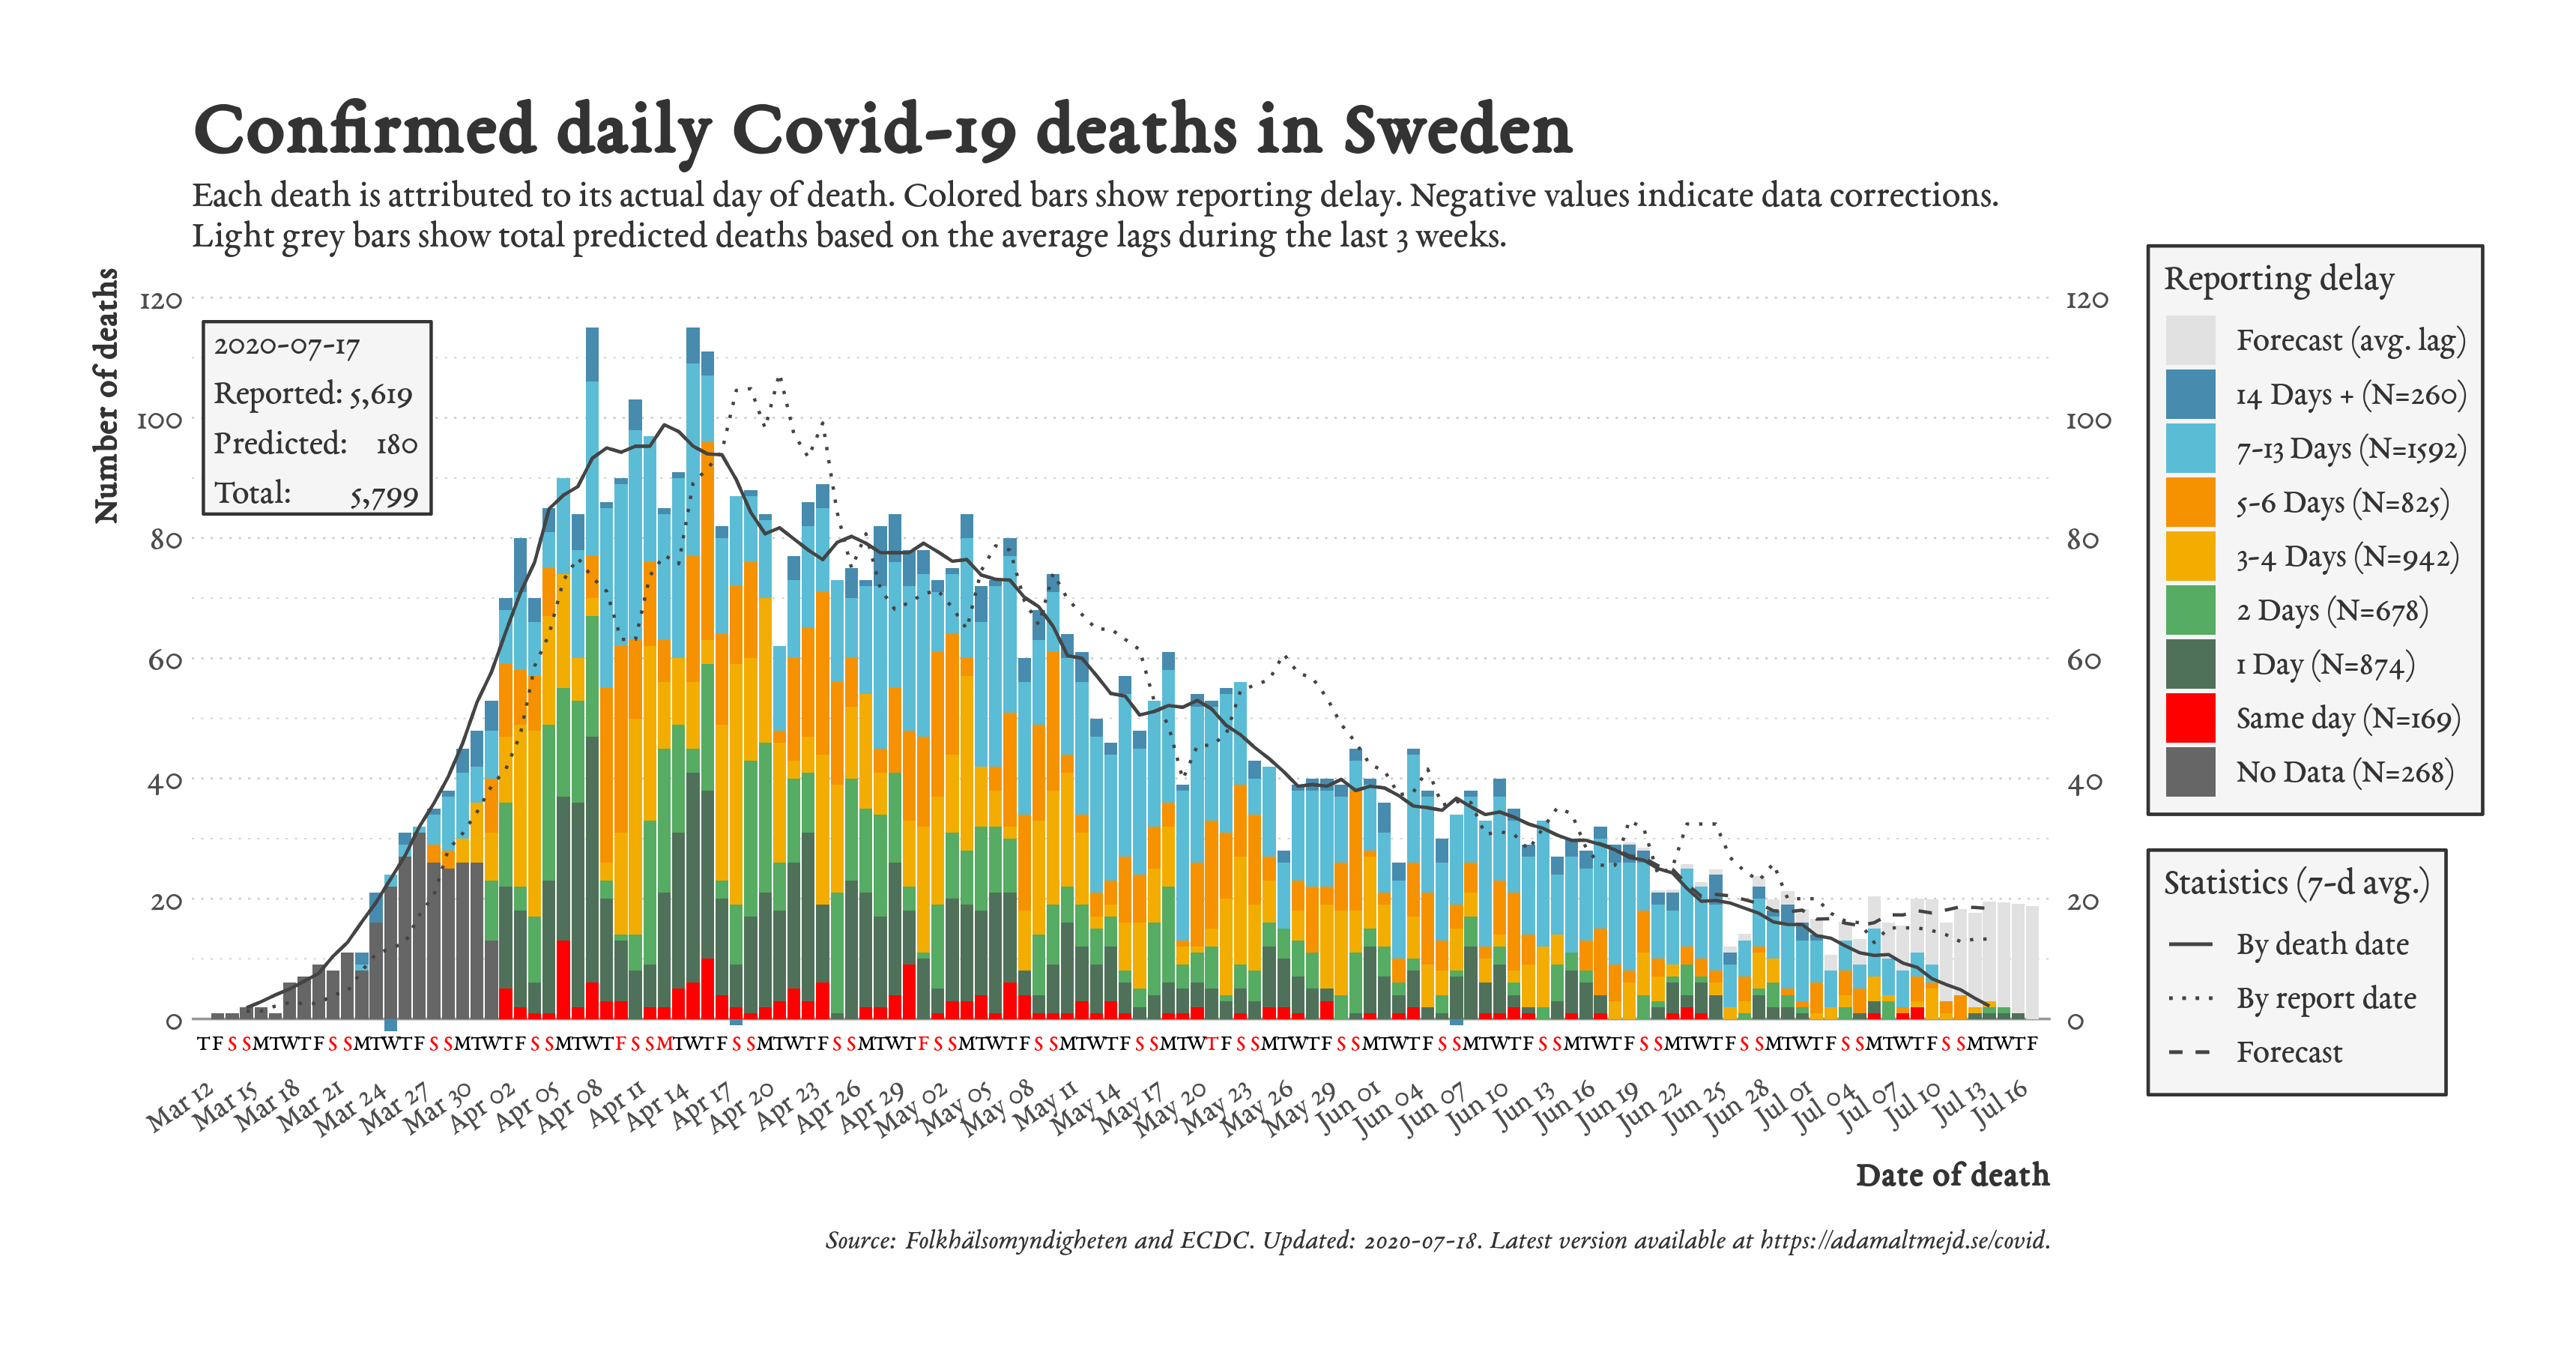 Confirmed daily Covid-19 deaths in Sweden
Each death is attributed to its actual day of death. Colored bars show reporting delay. Negative values indicate data corrections.
Light grey bars show total predicted deaths based on the average lags during the last 3 weeks.
Number of deaths
120
100
80
60
40
20
0
2020-07-17
Reported: 5,619
Predicted: 180
Total: 5,799
120
100
80
60
40
20
0
T F S S M T W T F S S M T W T F S S M T W T F S S M T W T F S S M T W T F S S M T W T F S S M T W T F S S M T W T F S S M T W T F S S M T W T F S S M T W T F S S M T W T F S S M T W T F S S M T W T F S S M T W T F S S M T W T F S S M T W T F S S M T W T F
Mar 12
Mar 15
Mar 18
Mar 21
Mar 24
Mar 27
Mar 30
Apr 02
Apr 05
Apr 08
Apr 11
Apr 14
Apr 17
Apr 20
Apr 23
Apr 26
Apr 29
May 02
May 05
May 08
May 11
May 14
May 17
May 20
May 23
May 26
May 29
Jun 01
Jun 04
Jun 07
Jun 10
Jun 13
Jun 16
Jun 19
Jun 22
Jun 25
Jun 28
Jul 01
Jul 04
Jul 07
Jul 10
Jul 13
Jul 16
Date of death
Reporting delay
Forecast (avg. lag)
14 Days + (N=260)
7-13 Days (N=1592)
5-6 Days (N=825)
3-4 Days (N=942)
2 Days (N=678)
1 Day (N=874)
Same day (N=169)
No Data (N=268)
Statistics (7-d avg.)
By death date
By report date
Forecast
Source: Folkhälsomyndigheten and ECDC. Updated: 2020-07-18. Latest version available at https://adamaltmejd.se/covid.